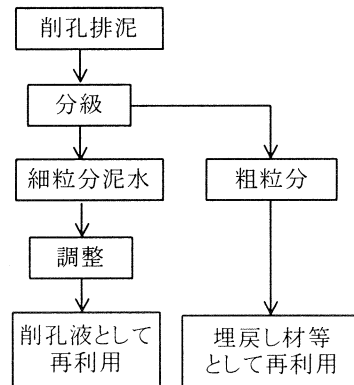 削孔排泥
分級
細粒分泥水
粗粒分
調整
削孔液として
再利用
埋戻し材等
として再利用